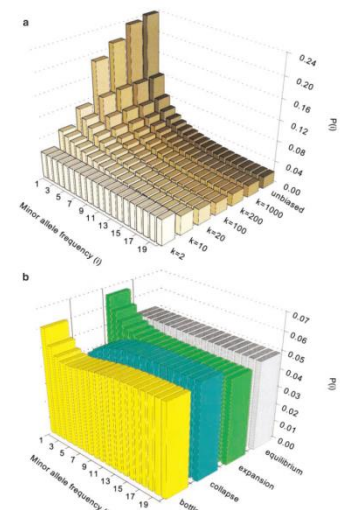 a
0.24
0.20
0.16
0.12
0.08
0.04
0.00
P(i)
unbiased
k=1000
k=200
k=100
k=20
k=10
k=2
1
3
5
7
9
11
13
15
17
19
Minor allele frequency (i)
b
0.07
0.06
0.05
0.04
0.03
0.02
0.01
0.00
P(i)
equilibrium
expansion
collapse
1
3
5
7
9
11
13
15
17
19
Minor allele frequency